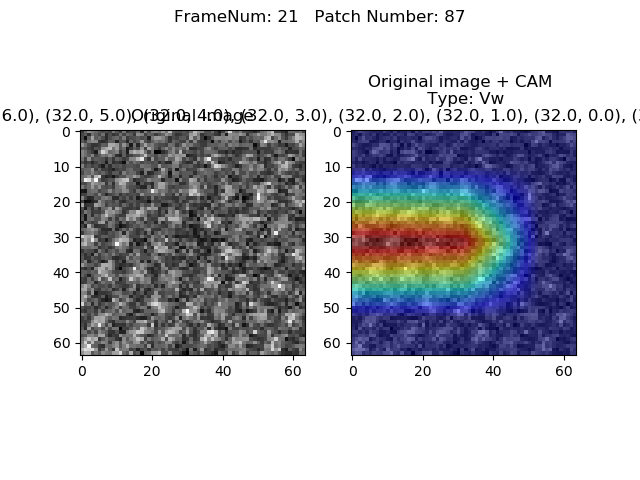 FrameNum: 21   Patch Number: 87
Original image + CAM
Type: Vw
6.0), (32.0, 5.0), (32.0, 4.0), (32.0, 3.0), (32.0, 2.0), (32.0, 1.0), (32.0, 0.0), (3
Original image
0
10
20
30
40
50
60
0 20 40 60
0
10
20
30
40
50
60
0 20 40 60